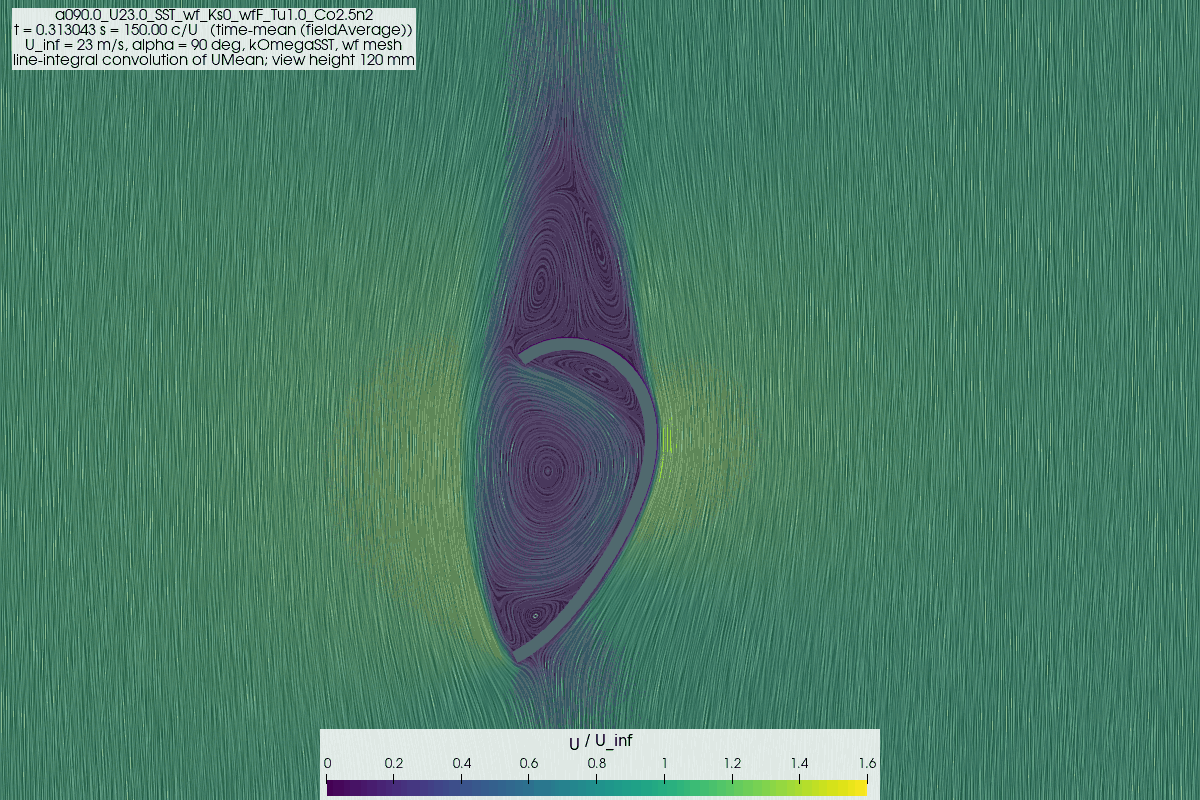 a090.0_U23.0_SST_wf_Ks0_wfF_Tu1.0_Co2.5n2
t = 0.313043 s = 150.00 c/U   (time-mean (fieldAverage))
U_inf = 23 m/s, alpha = 90 deg, kOmegaSST, wf mesh
line-integral convolution of UMean; view height 120 mm
U / U_inf
0 0.2 0.4 0.6 0.8 1 1.2 1.4 1.6